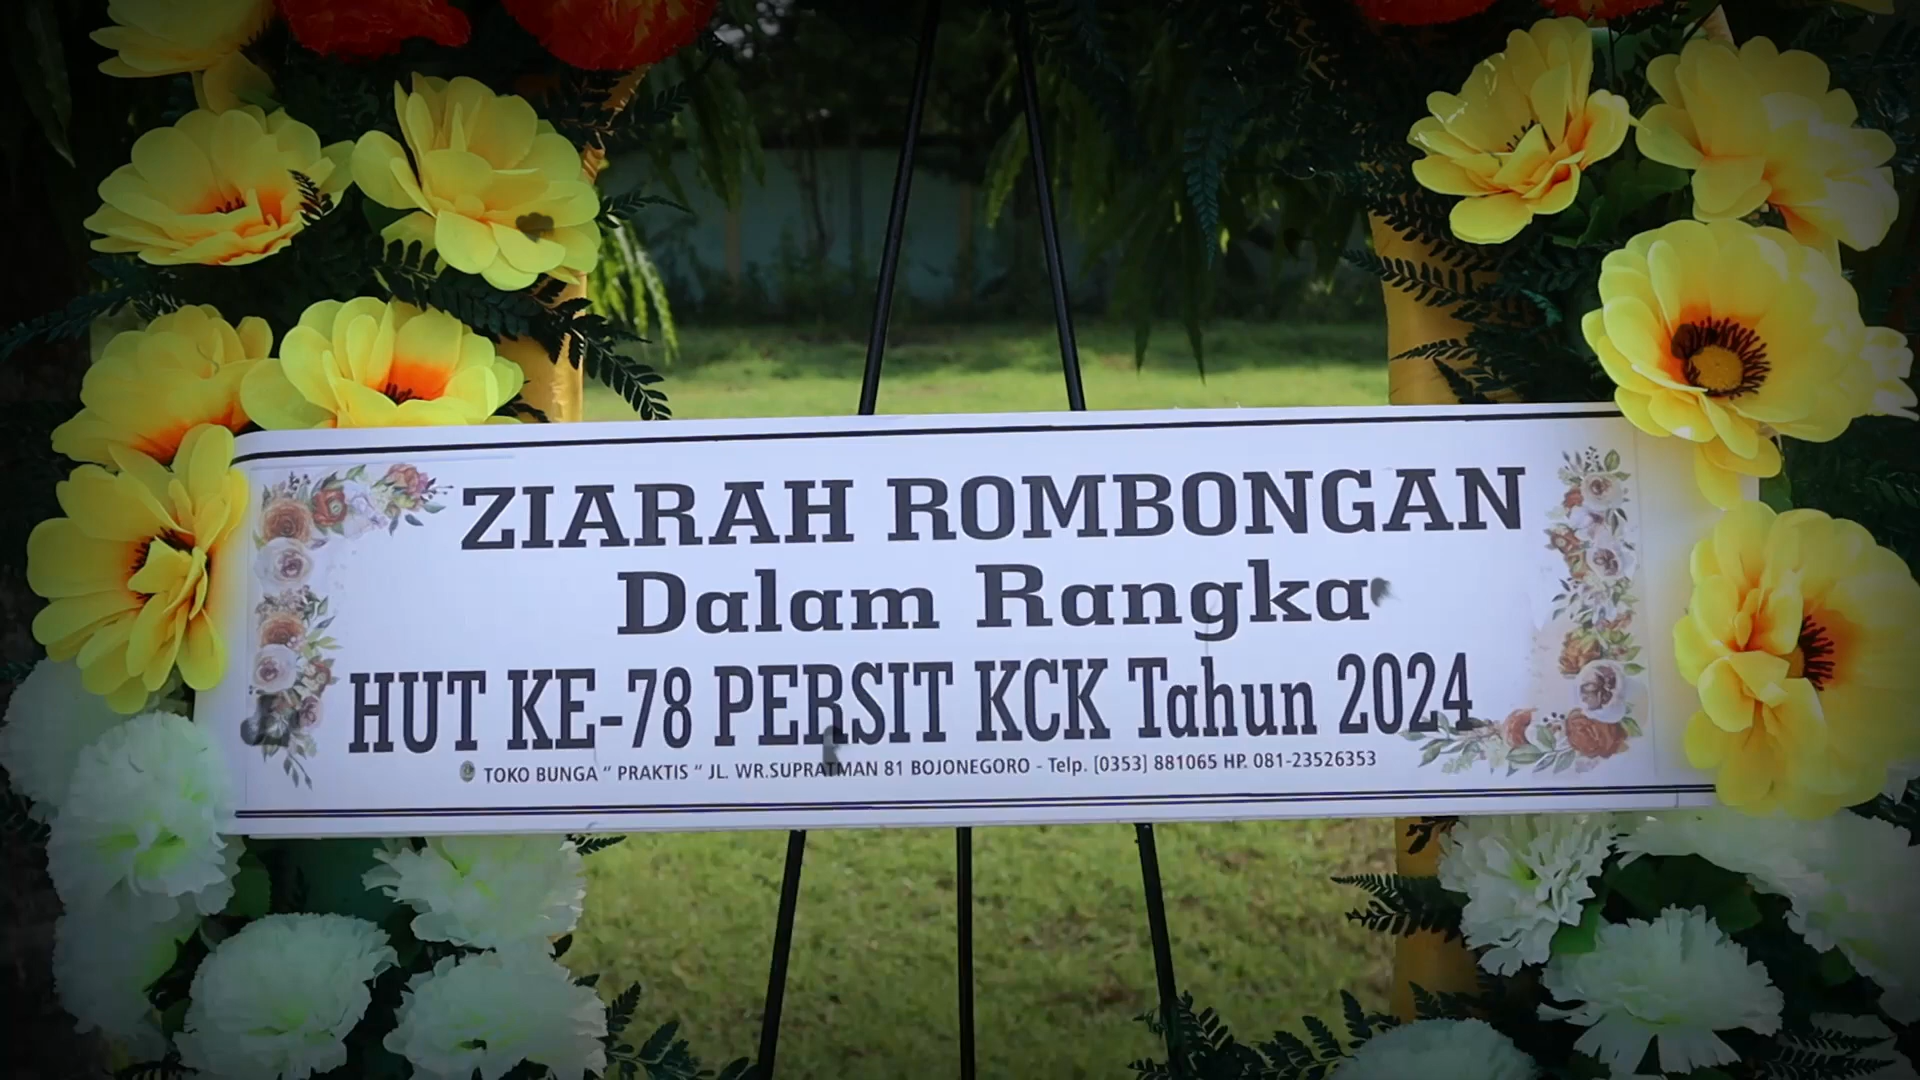 ZIARAH ROMBONGAN
Dalam Rangka
HUT KE-78 PERSIT KCK Tahun 2024
TOKO BUNGA “ PRAKTIS “ JL. WR.SUPRATMAN 81 BOJONEGORO - Telp. [0353] 881065 HP. 081-23526353